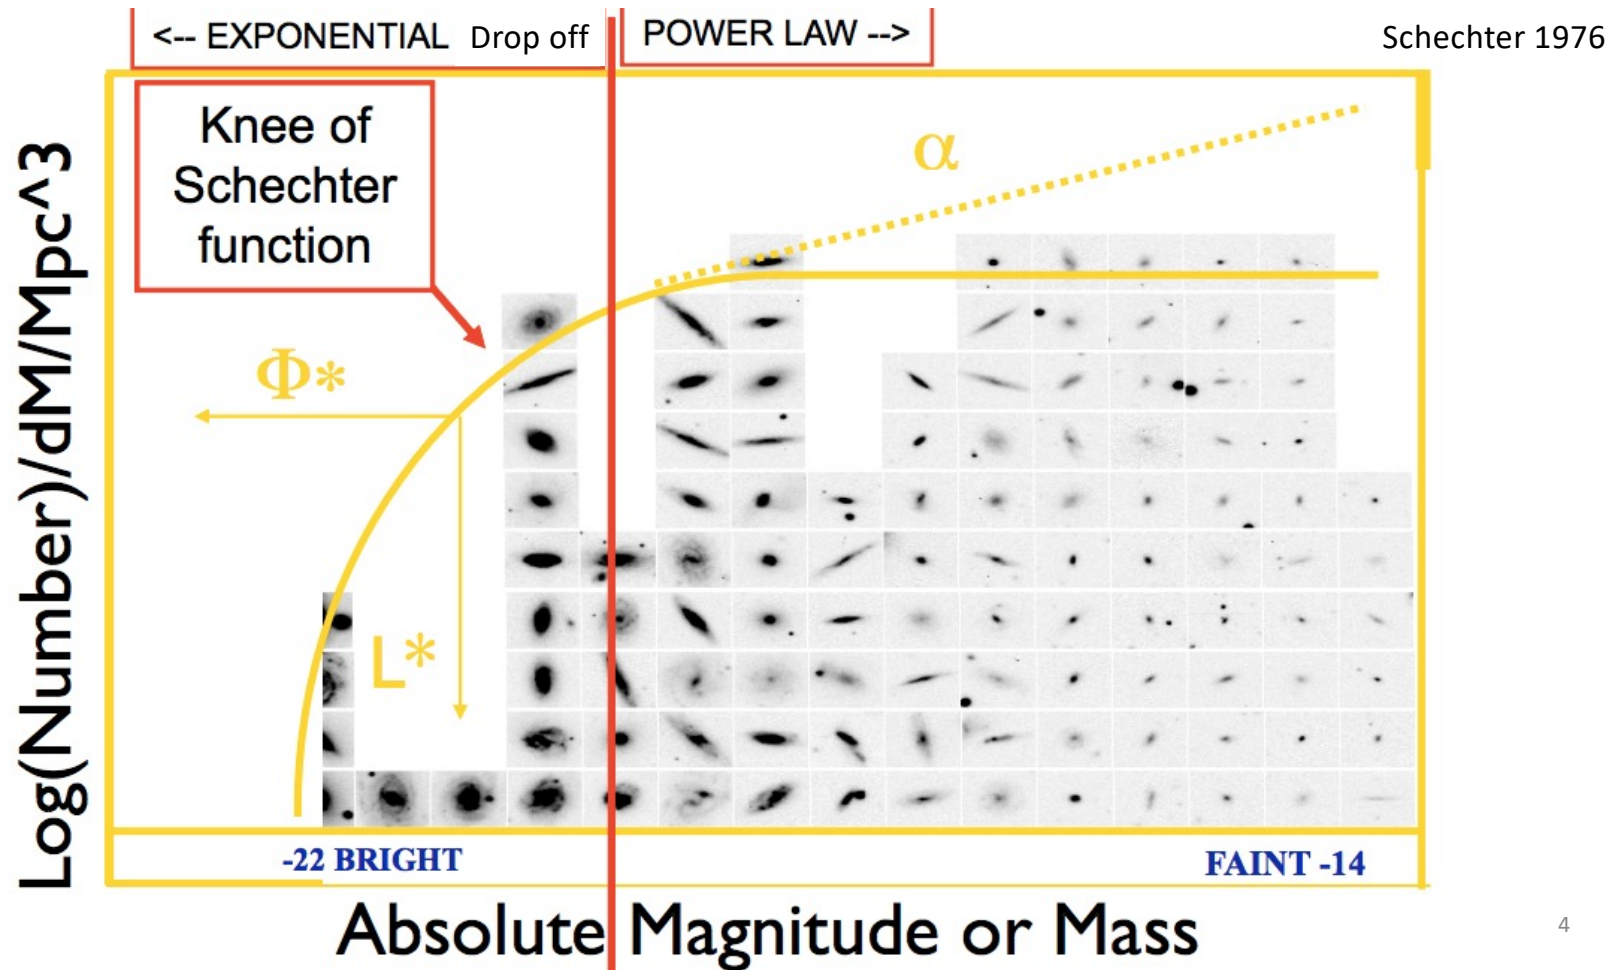 <-- EXPONENTIAL Drop off
POWER LAW -->
Schechter 1976
Knee of
Schechter
function
α
Φ*
L*
Log(Number)/dM/Mpc^3
-22 BRIGHT
FAINT -14
Absolute Magnitude or Mass
4